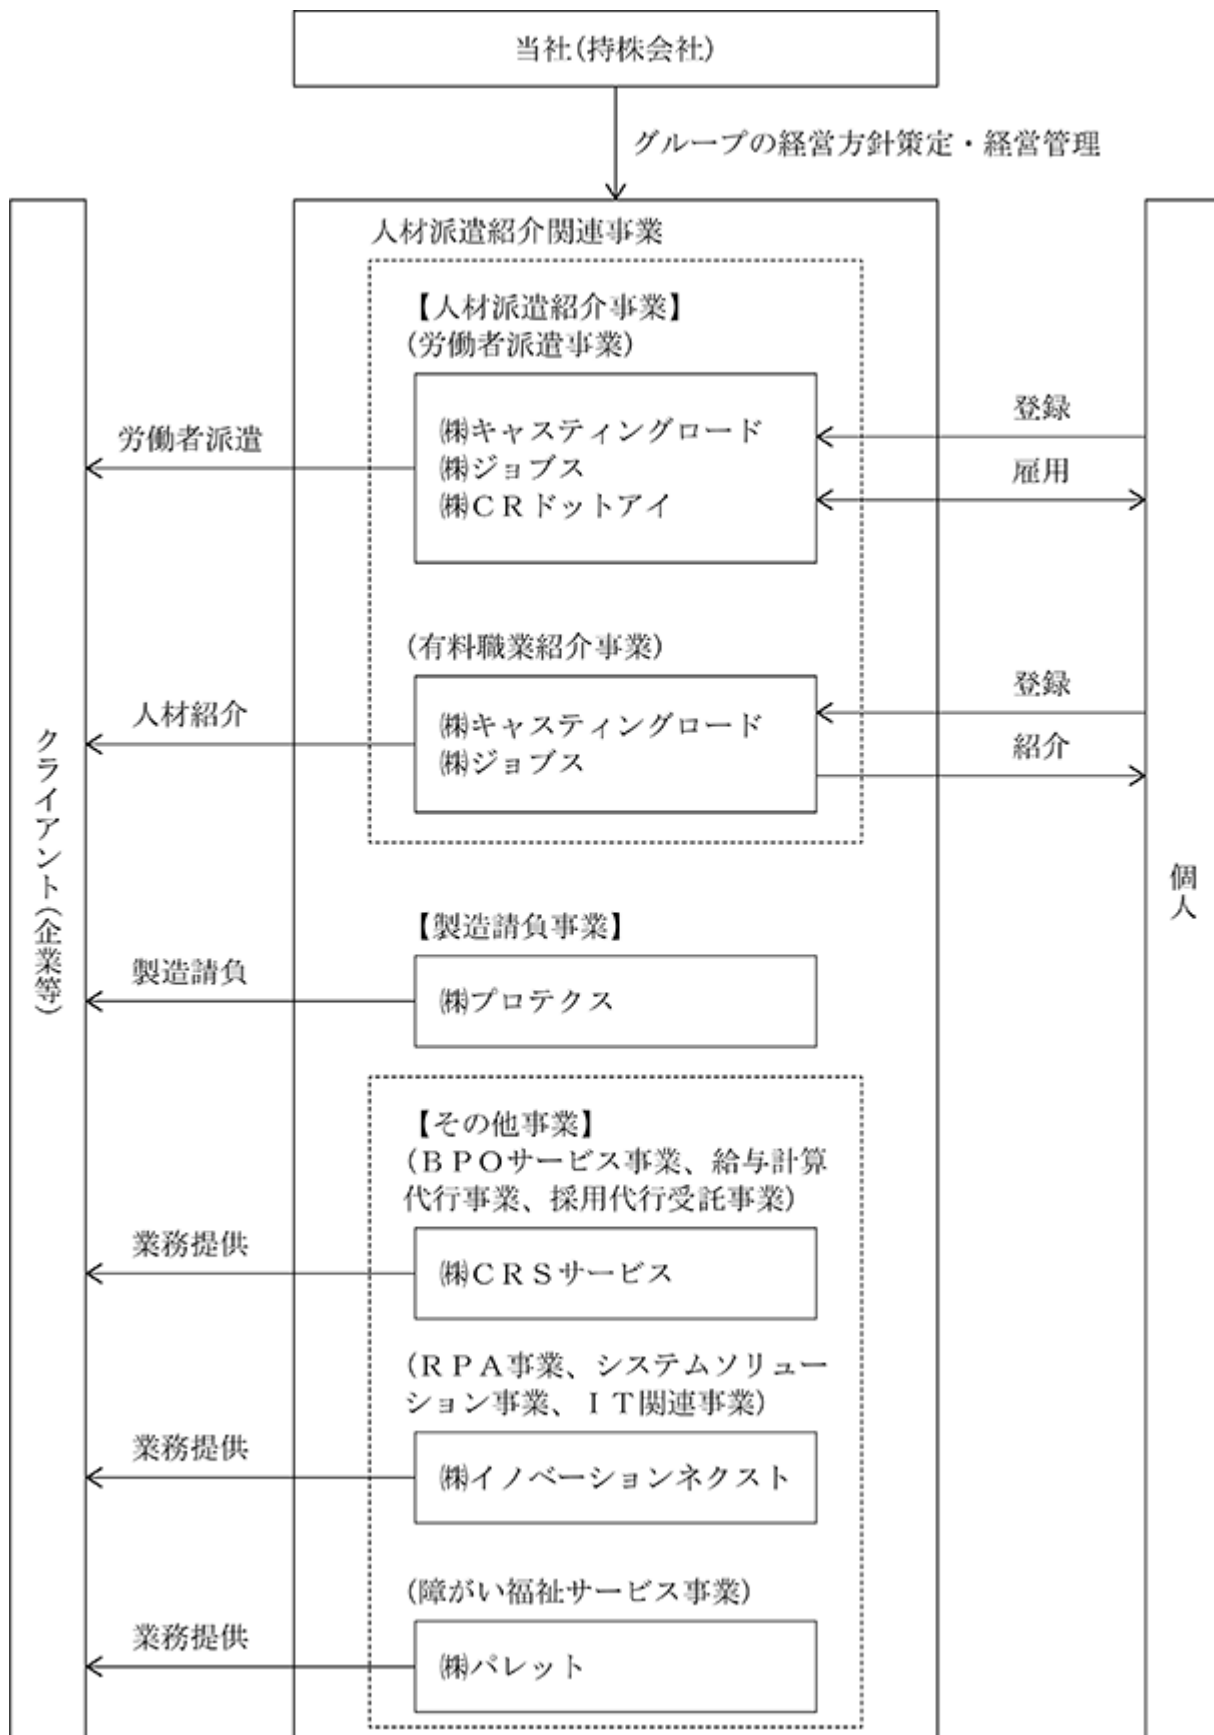 当社(持株会社)
グループの経営方針策定・経営管理
人材派遣紹介関連事業
【人材派遣紹介事業】
(労働者派遣事業)
㈱キャスティングロード
㈱ジョブス
㈱ＣＲドットアイ
労働者派遣
登録
雇用
(有料職業紹介事業)
㈱キャスティングロード
㈱ジョブス
人材紹介
登録
紹介
クライアント(企業等)
個人
【製造請負事業】
㈱プロテクス
製造請負
【その他事業】
(ＢＰＯサービス事業、給与計算
代行事業、採用代行受託事業)
㈱ＣＲＳサービス
業務提供
(ＲＰＡ事業、システムソリュー
ション事業、ＩＴ関連事業)
㈱イノベーションネクスト
業務提供
(障がい福祉サービス事業)
㈱パレット
業務提供